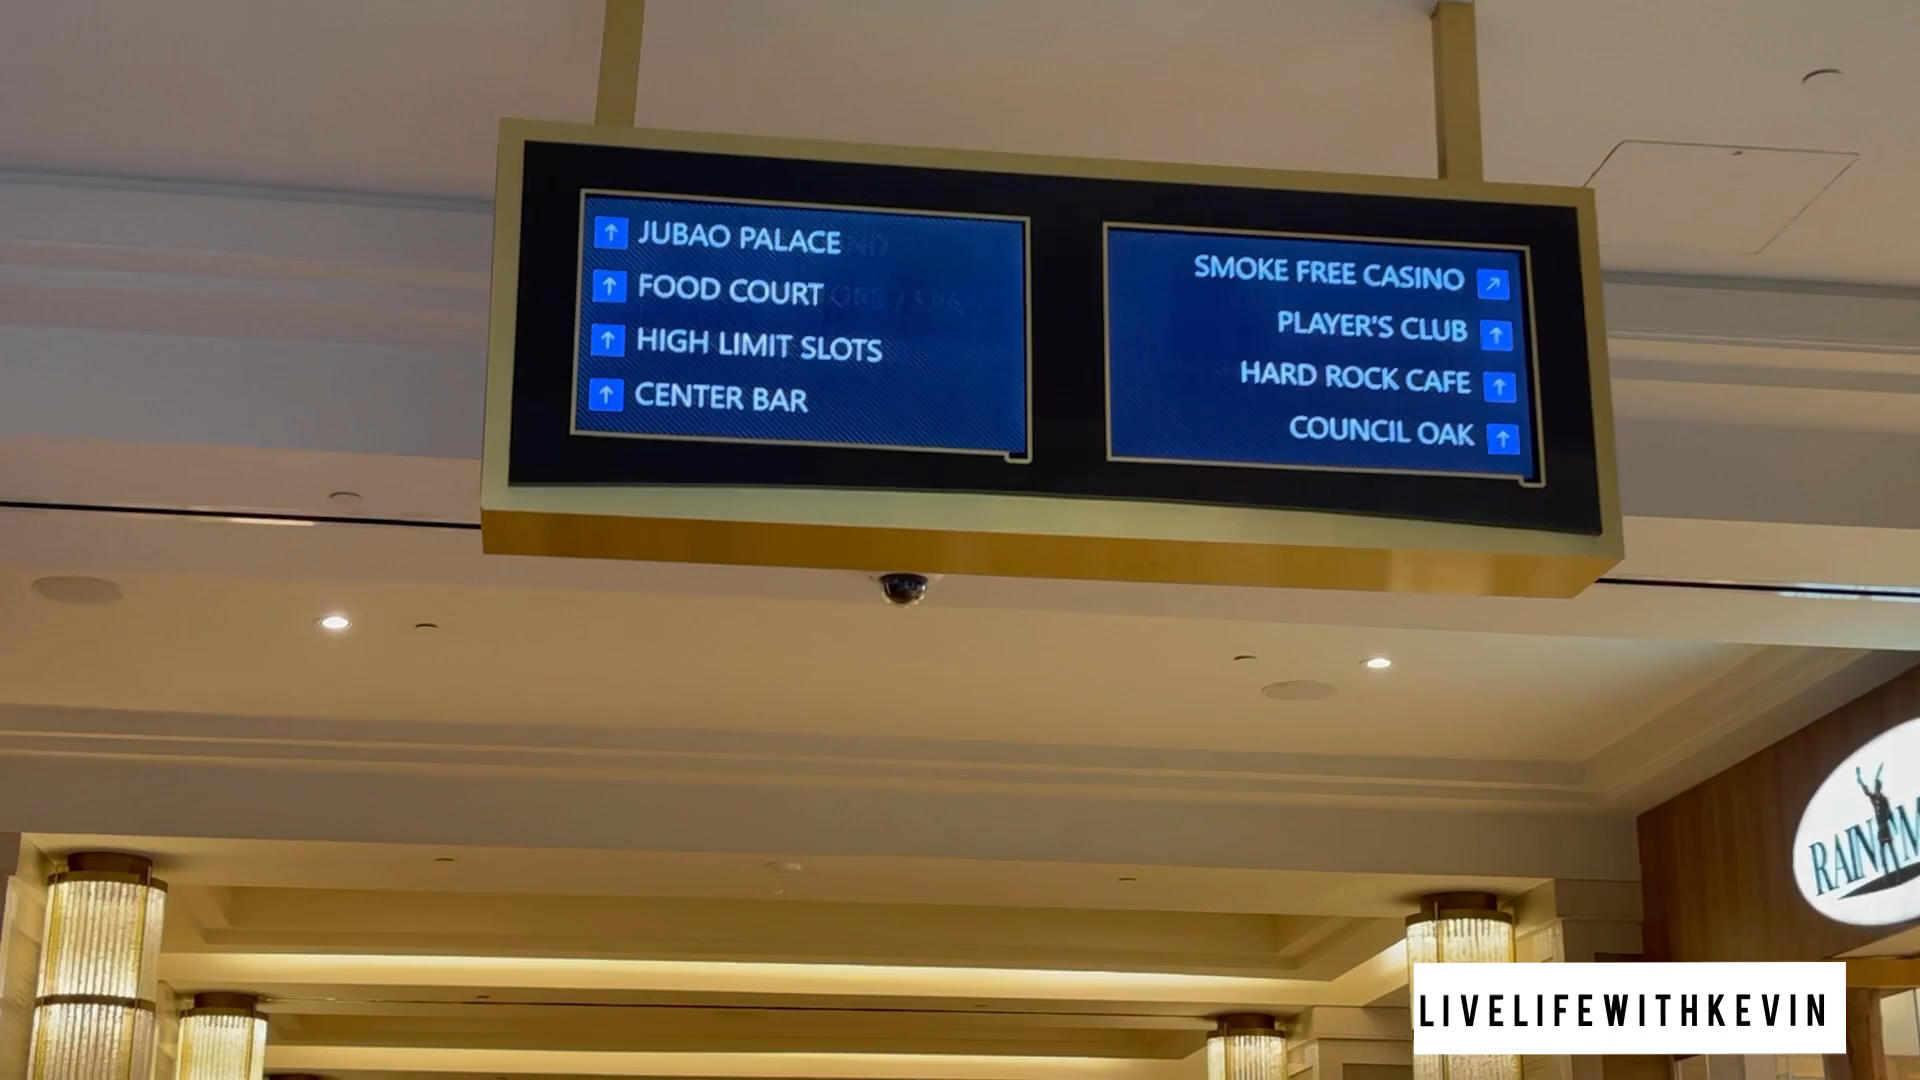 JUBAO PALACE
FOOD COURT
HIGH LIMIT SLOTS
CENTER BAR
SMOKE FREE CASINO
PLAYER'S CLUB
HARD ROCK CAFE
COUNCIL OAK
RAIN M
LIVELIFEWITHKEVIN